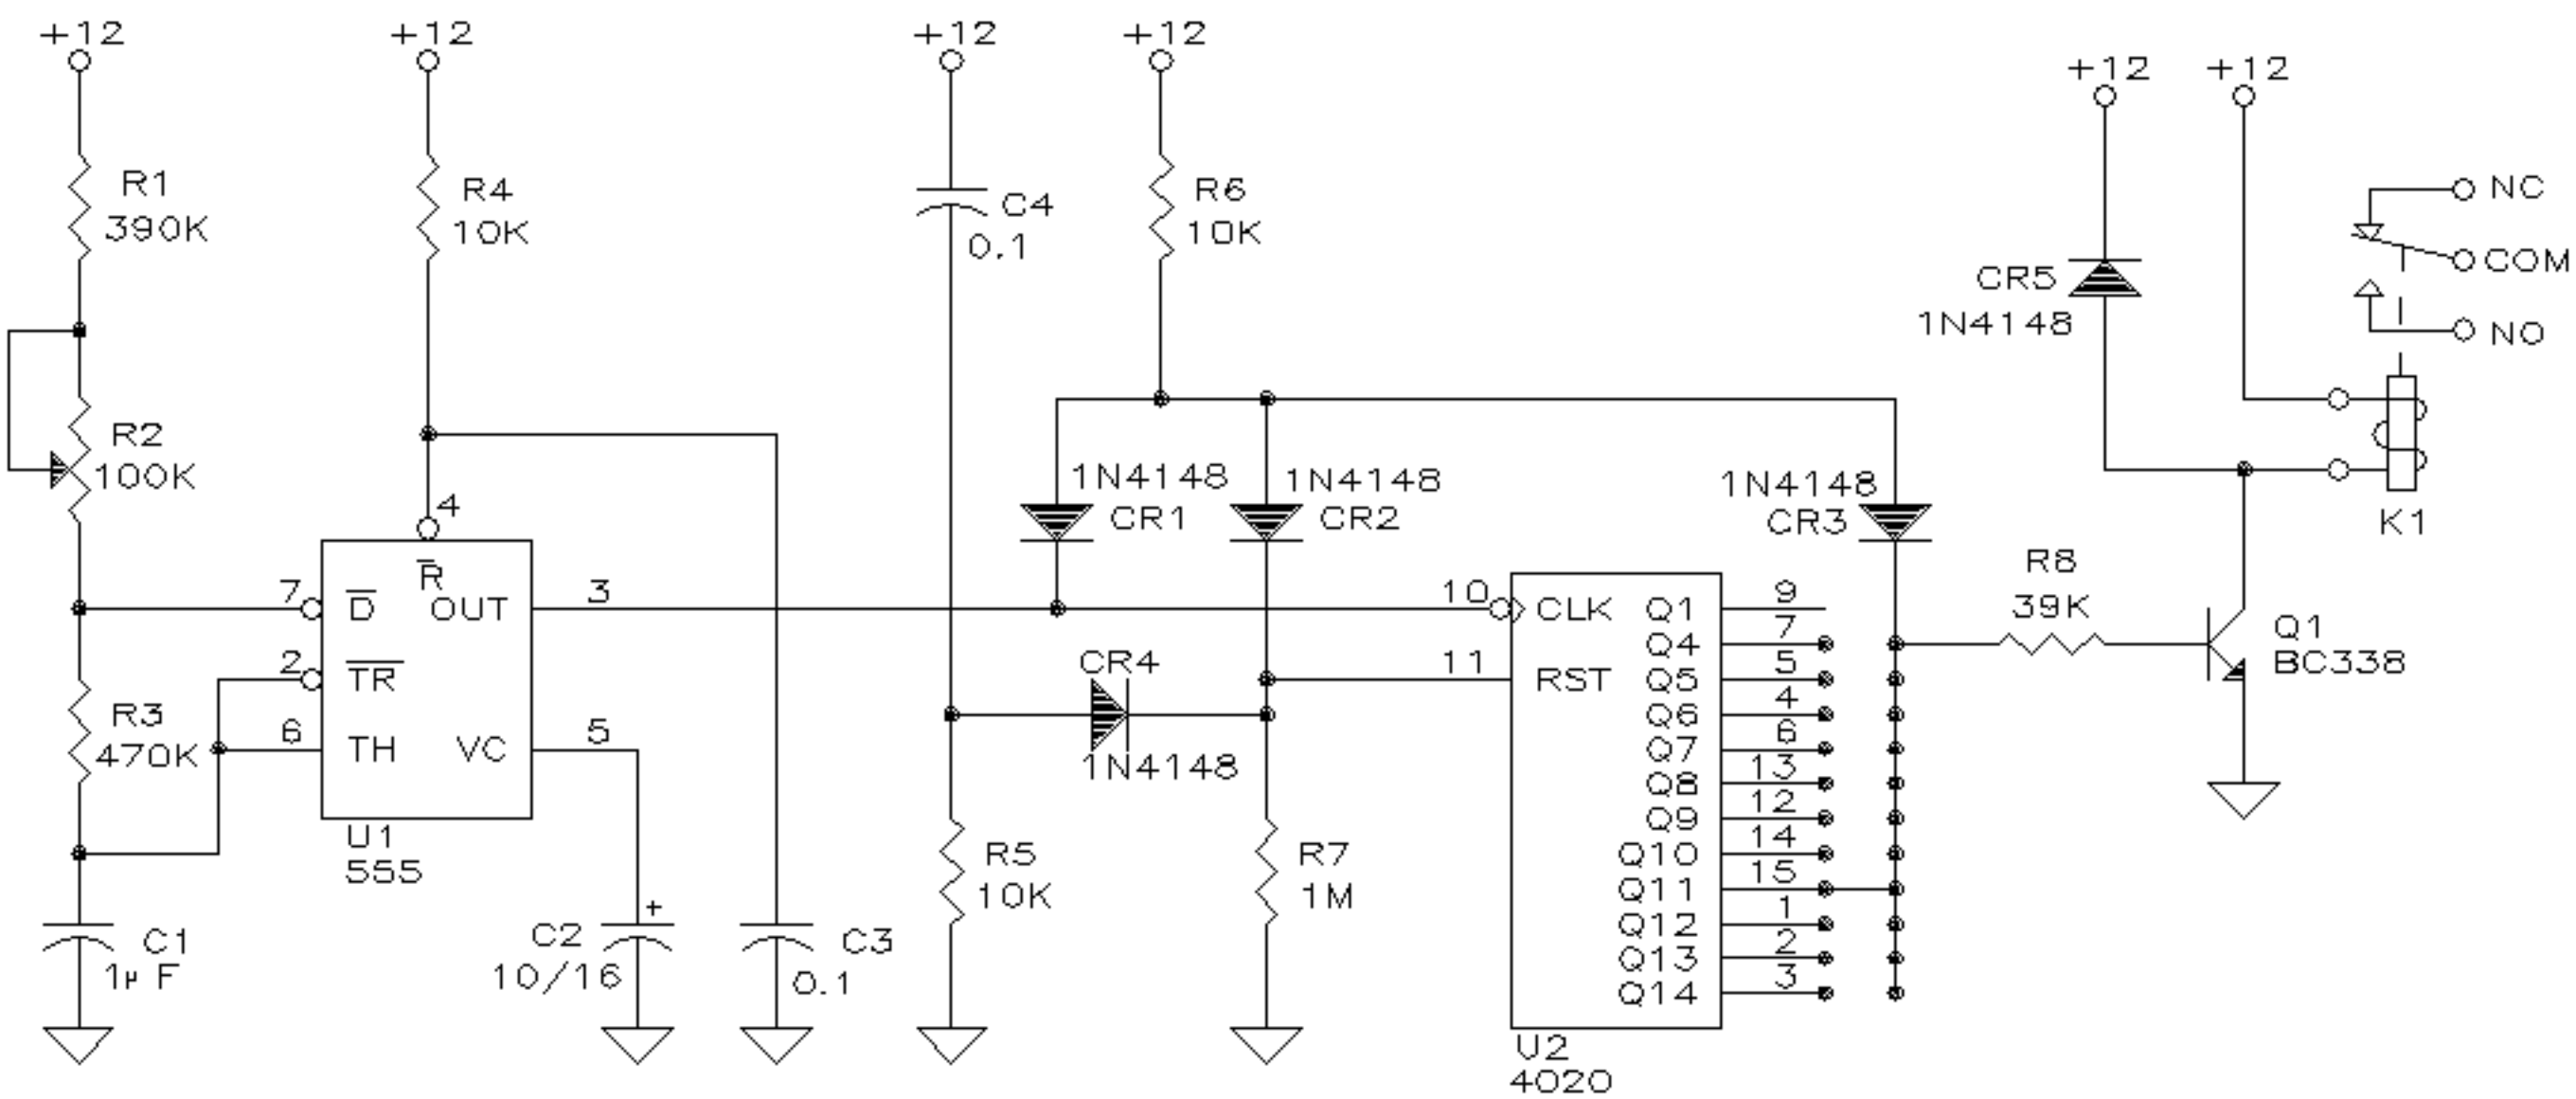 +12
+12
+12
+12
+12
+12
R1
390K
R4
10K
C4
0.1
R6
10K
NC
COM
NO
CR5
1N4148
R2
100K
1N4148
CR1
1N4148
CR2
1N4148
CR3
K1
4
R
7
D
OUT
3
2
TR
6
TH
VC
5
U1
555
R3
470K
C1
1µF
C2
+
10/16
C3
0.1
CR4
1N4148
R5
10K
R7
1M
10
CLK
11
RST
Q1
9
Q4
7
Q5
5
Q6
4
Q7
6
Q8
13
Q9
12
Q10
14
Q11
15
Q12
1
Q13
2
Q14
3
U2
4020
R8
39K
Q1
BC338